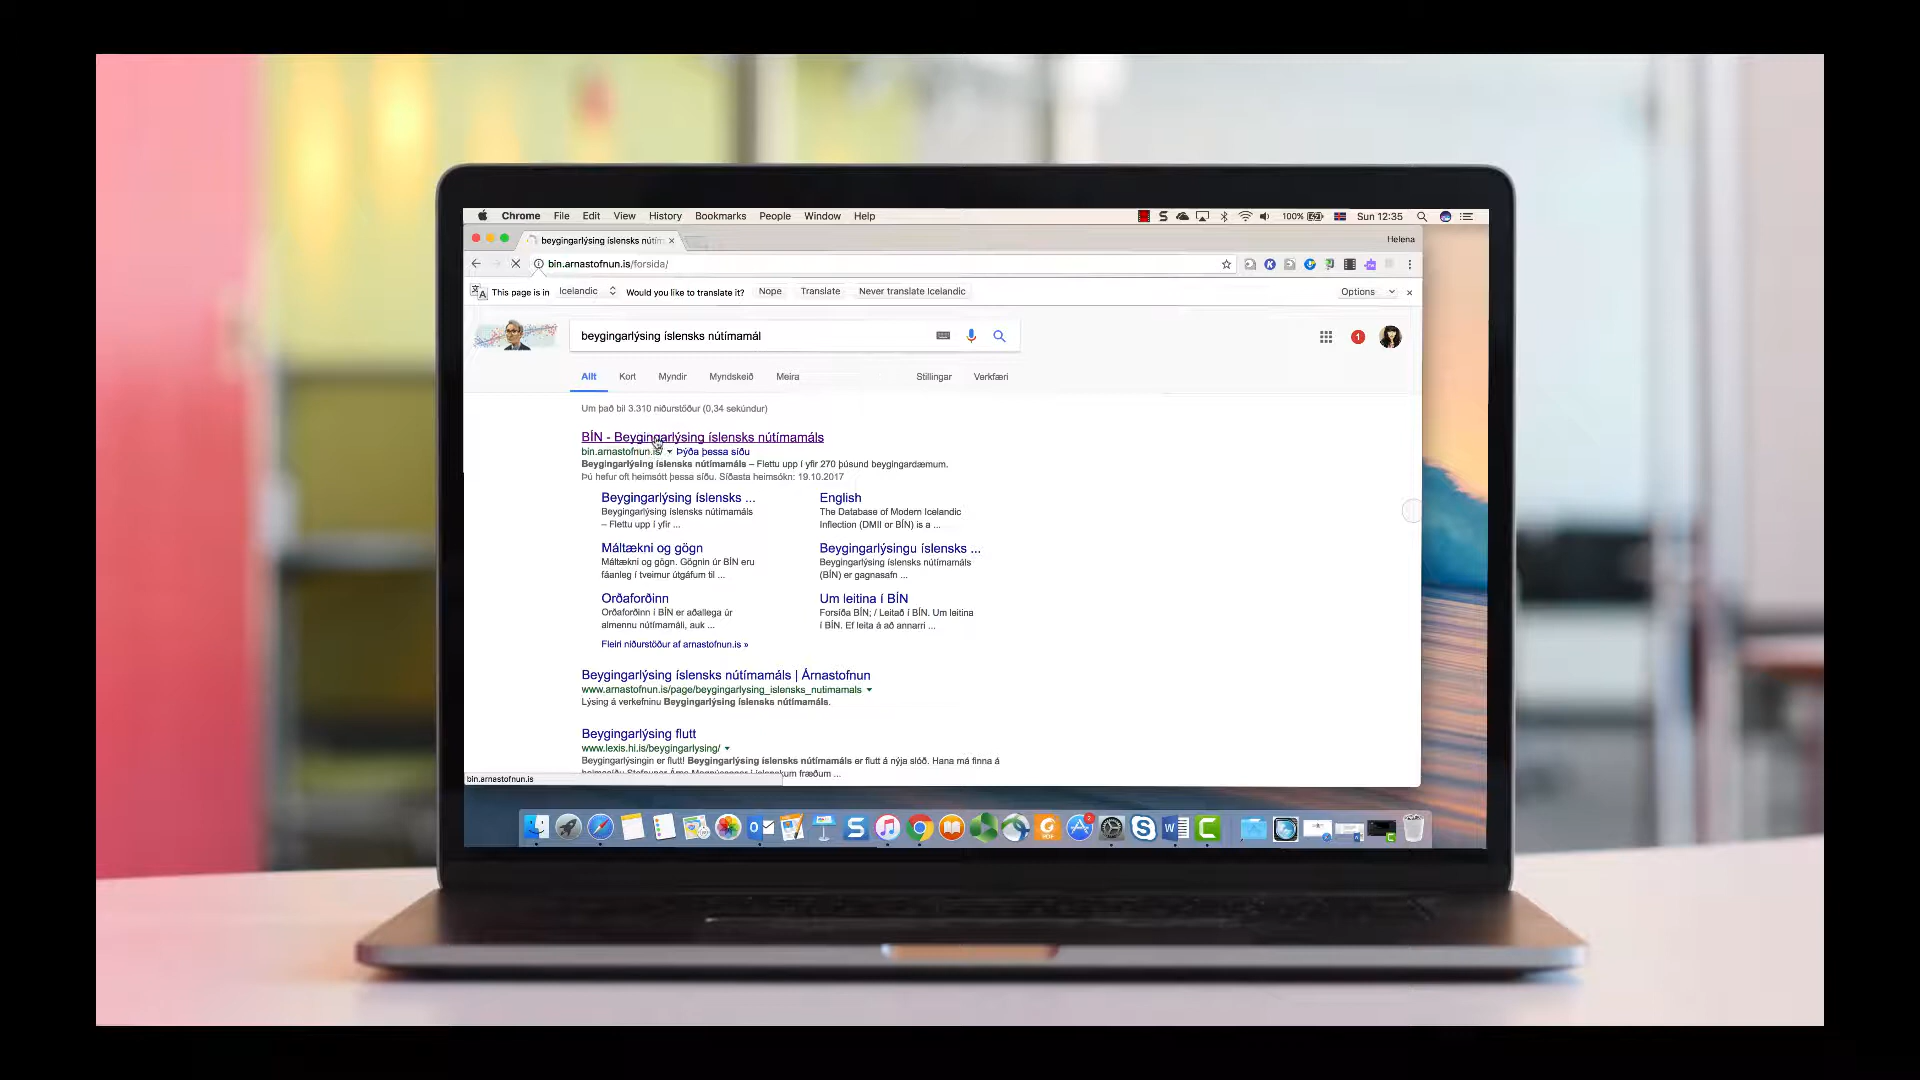 Chrome File Edit View History Bookmarks People Window Help 100% Sun 12:35
beygingarlýsing íslensks nútím
Helena
bin.arnastofnun.is/forsida/
This page is in Icelandic Would you like to translate it? Nope Translate Never translate Icelandic Options
beygingarlýsing íslensks nútímamál
1
Allt Kort Myndir Myndskeið Meira Stillingar Verkfæri
Um það bil 3.310 niðurstöður (0,34 sekúndur)
BÍN - Beygingarlýsing íslensks nútímamáls
bin.arnastofnun.is/ Þýða þessa síðu
Beygingarlýsing íslensks nútímamáls – Flettu upp í yfir 270 þúsund beygingardæmum.
Þú hefur oft heimsótt þessa síðu. Síðasta heimsókn: 19.10.2017
Beygingarlýsing íslensks ...
Beygingarlýsing íslensks nútímamáls
– Flettu upp í yfir ...
English
The Database of Modern Icelandic
Inflection (DMII or BÍN) is a ...
Máltækni og gögn
Máltækni og gögn. Gögnin úr BÍN eru
fáanleg í tveimur útgáfum til ...
Beygingarlýsingu íslensks ...
Beygingarlýsing íslensks nútímamáls
(BÍN) er gagnasafn ...
Orðaforðinn
Orðaforðinn í BÍN er aðallega úr
almennu nútímamáli, auk ...
Um leitina í BÍN
Forsíða BÍN; / Leitað í BÍN. Um leitina
í BÍN. Ef leita á að annarri ...
Fleiri niðurstöður af arnastofnun.is »
Beygingarlýsing íslensks nútímamáls | Árnastofnun
www.arnastofnun.is/page/beygingarlysing_islensks_nutimamals
Lýsing á verkefninu Beygingarlýsing íslensks nútímamáls.
Beygingarlýsing flutt
www.lexis.hi.is/beygingarlysing/
Beygingarlýsingin er flutt! Beygingarlýsing íslensks nútímamáls er flutt á nýja slóð. Hana má finna á
heimasíðu Stofnunar Árna Magnússonar í íslenskum fræðum ...
bin.arnastofnun.is